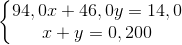 94,0x + 46,0y = 14,0
x + y = 0,200